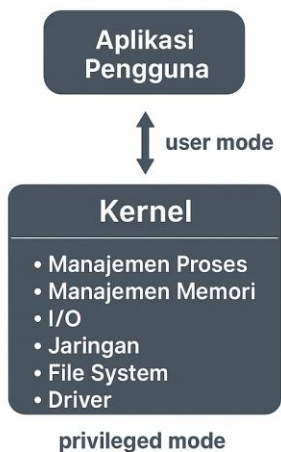 Aplikasi
Pengguna
user mode
Kernel
• Manajemen Proses
• Manajemen Memori
• I/O
• Jaringan
• File System
• Driver
privileged mode